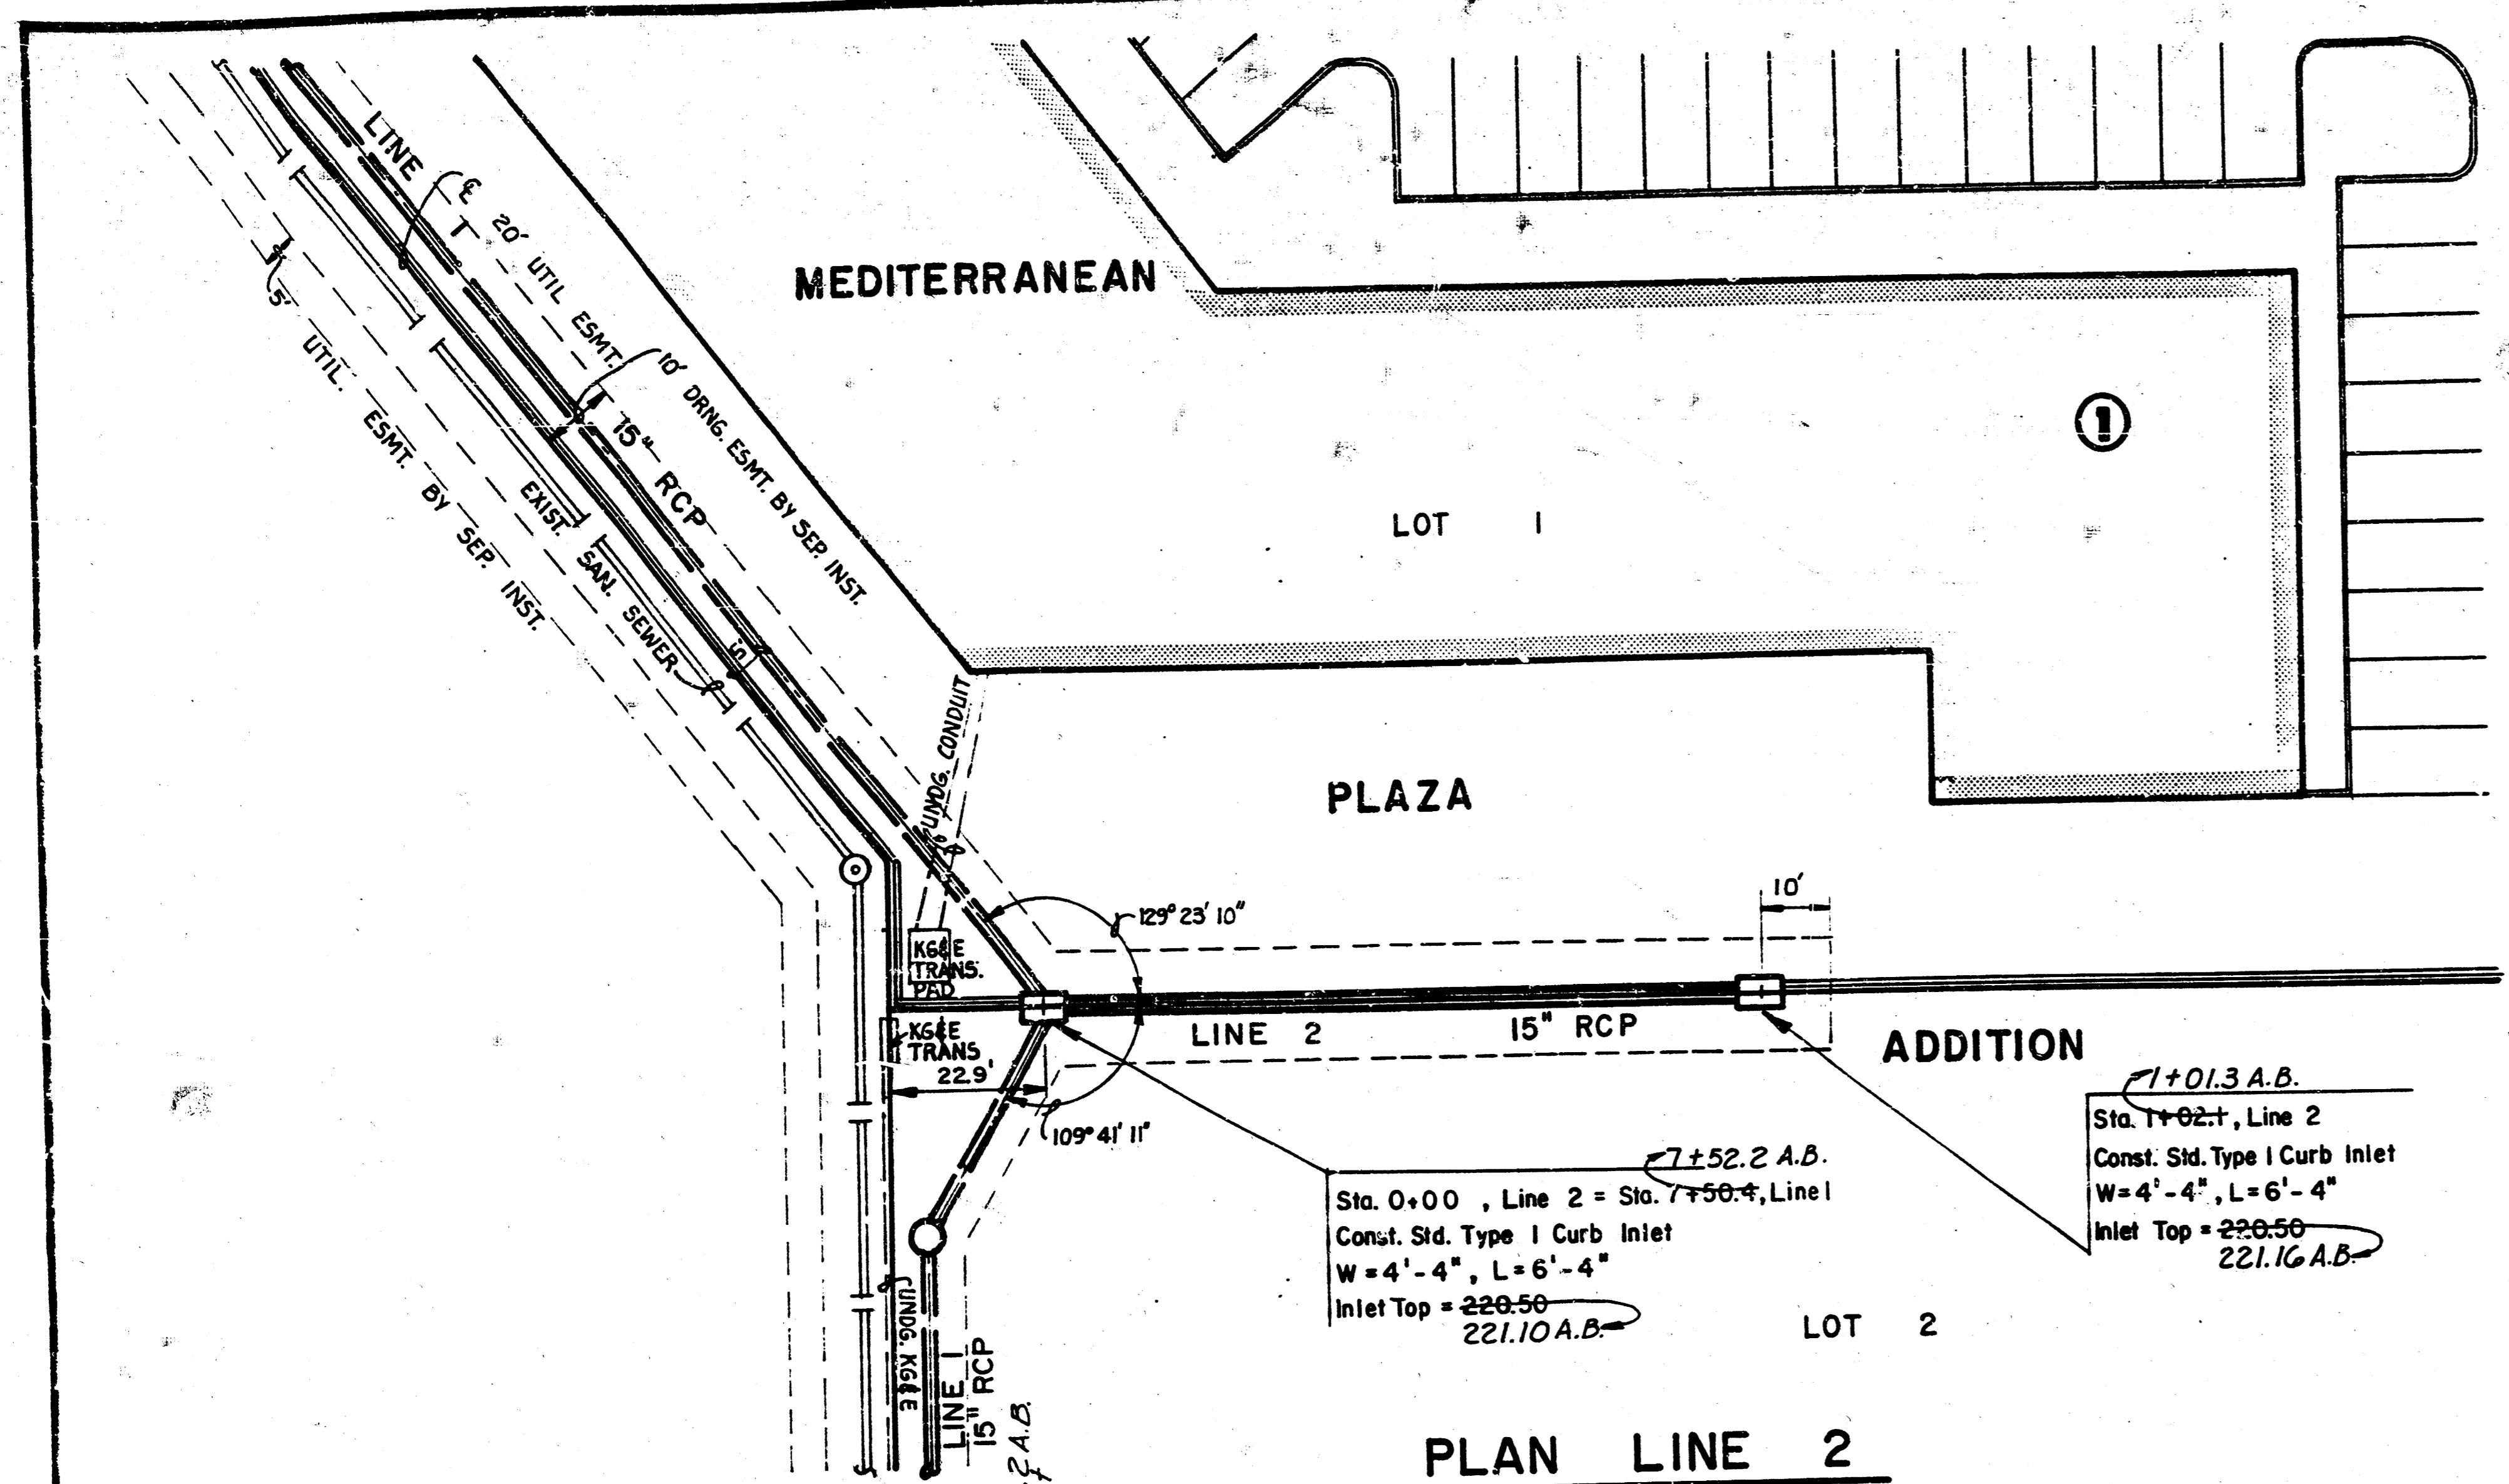 LINE 1
℄ 20' UTIL ESMT.
5' UTIL. ESMT. BY SEP. INST.
10' DRNG. ESMT. BY SEP. INST.
15" RCP
EXIST. SAN. SEWER
5'
MEDITERRANEAN
1
LOT 1
UNDG. CONDUIT
PLAZA
129° 23' 10"
10'
KG&E
TRANS.
PAD
KG&E
TRANS
22.9'
LINE 2
15" RCP
ADDITION
109° 41' 11"
1+01.3 A.B.
Sta. 1+02.1, Line 2
Const. Std. Type 1 Curb Inlet
W=4'-4", L=6'-4"
Inlet Top = 220.50
221.16 A.B.
7+52.2 A.B.
Sta. 0+00 , Line 2 = Sta. 7+50.4, Line 1
Const. Std. Type 1 Curb Inlet
W=4'-4", L=6'-4"
Inlet Top = 220.50
221.10 A.B.
LOT 2
UNDG. KG&E
LINE 1
15" RCP
A.B.
PLAN LINE 2